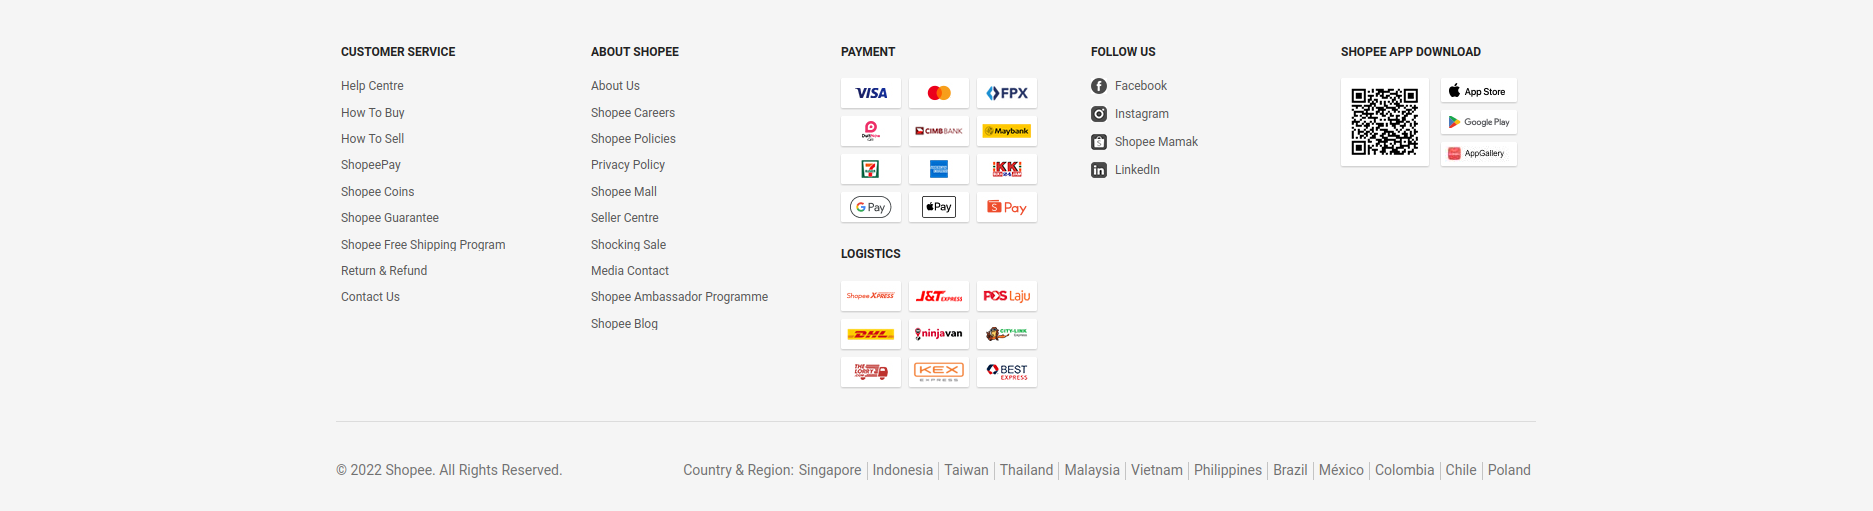 CUSTOMER SERVICE
Help Centre
How To Buy
How To Sell
ShopeePay
Shopee Coins
Shopee Guarantee
Shopee Free Shipping Program
Return & Refund
Contact Us
ABOUT SHOPEE
About Us
Shopee Careers
Shopee Policies
Privacy Policy
Shopee Mall
Seller Centre
Shocking Sale
Media Contact
Shopee Ambassador Programme
Shopee Blog
PAYMENT
VISA
FPX
CIMB BANK
Maybank
7
KK
G Pay
Pay
S Pay
LOGISTICS
Shopee XPRESS
J&T EXPRESS
POS Laju
DHL
ninjavan
CITY-LINK
THE LORRY
KEX EXPRESS
BEST EXPRESS
FOLLOW US
Facebook
Instagram
Shopee Mamak
LinkedIn
SHOPEE APP DOWNLOAD
App Store
Google Play
AppGallery
© 2022 Shopee. All Rights Reserved.
Country & Region: Singapore Indonesia Taiwan Thailand Malaysia Vietnam Philippines Brazil México Colombia Chile Poland